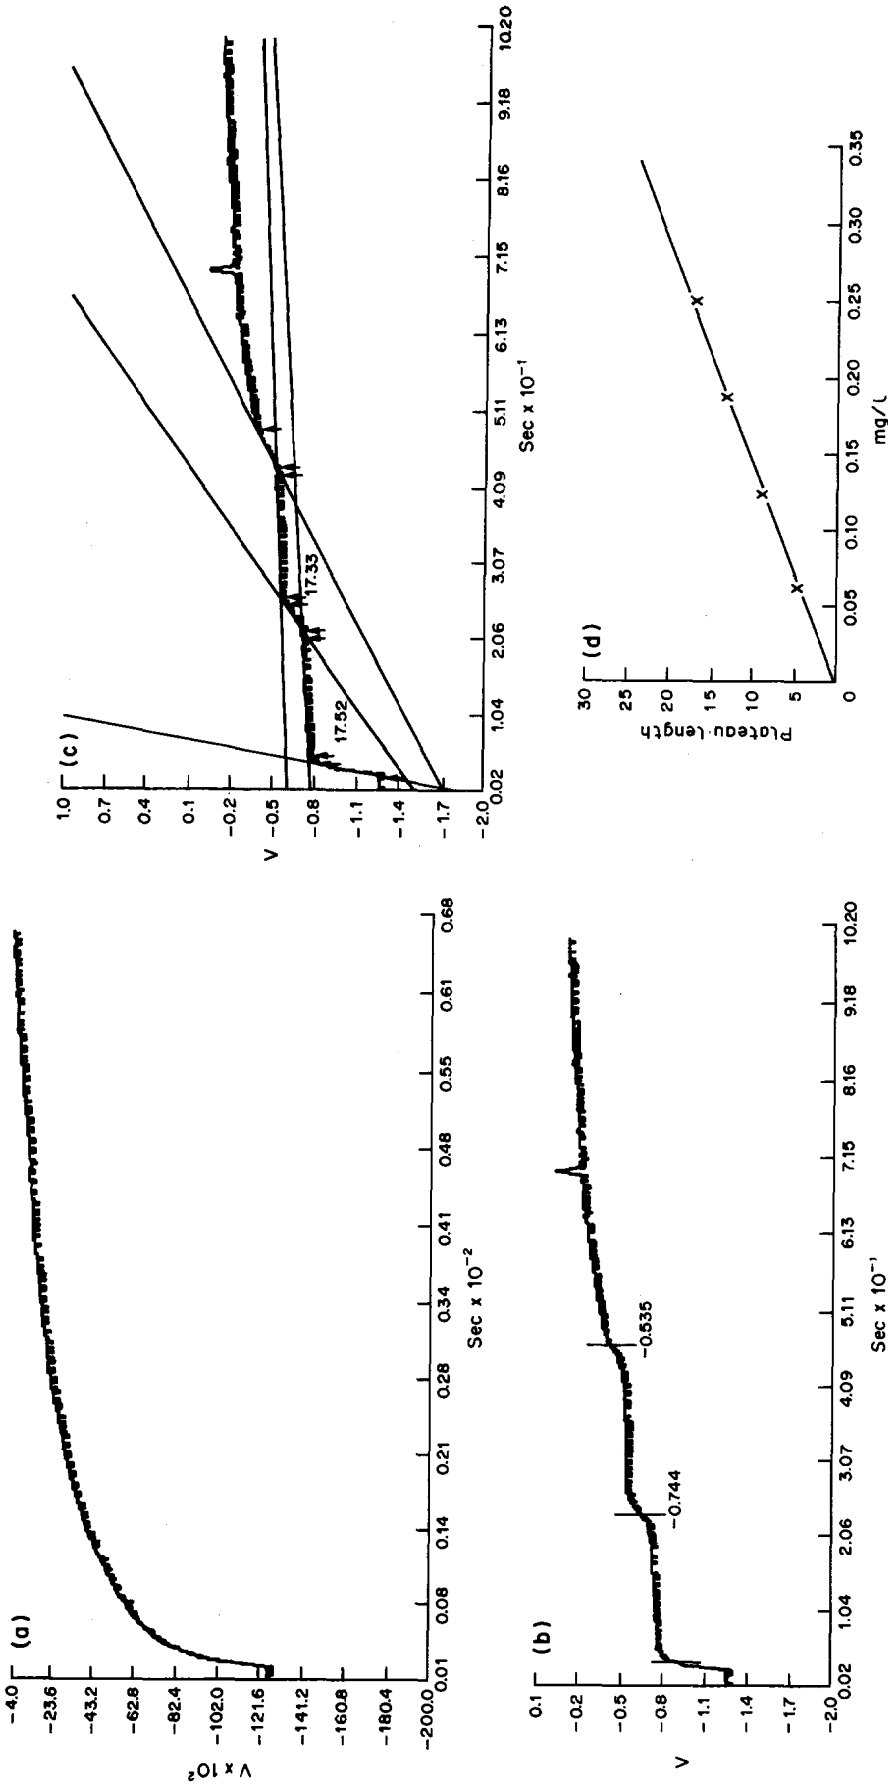 (a)
-4.0
-23.6
-43.2
-62.8
-82.4
-102.0
-121.6
-141.2
-160.8
-180.4
-200.0
V x 10²
0.01 0.08 0.14 0.21 0.28 0.34 0.41 0.48 0.55 0.61 0.68
Sec x 10⁻²
(c)
1.0
0.7
0.4
0.1
-0.2
-0.5
-0.8
-1.1
-1.4
-1.7
-2.0
V
17.52
17.33
0.02 1.04 2.06 3.07 4.09 5.11 6.13 7.15 8.16 9.18 10.20
Sec x 10⁻¹
(b)
0.1
-0.2
-0.5
-0.8
-1.1
-1.4
-1.7
-2.0
V
-0.744
-0.535
0.02 1.04 2.06 3.07 4.09 5.11 6.13 7.15 8.16 9.18 10.20
Sec x 10⁻¹
(d)
30
25
20
15
10
5
Plateau-length
0 0.05 0.10 0.15 0.20 0.25 0.30 0.35
mg/l